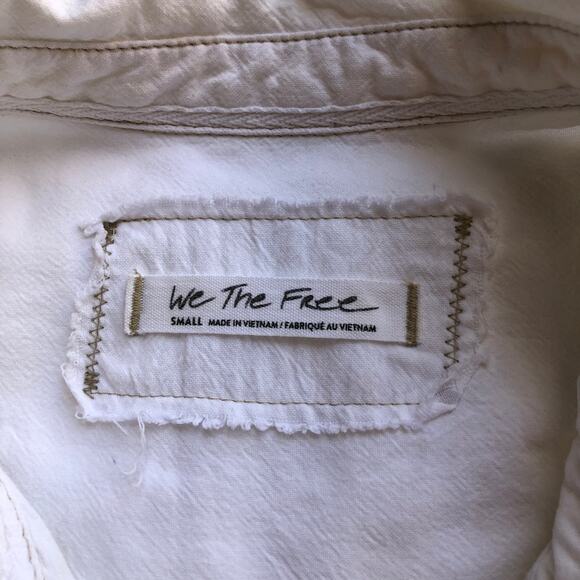 We The Free
SMALL MADE IN VIETNAM / FABRIQUÉ AU VIETNAM